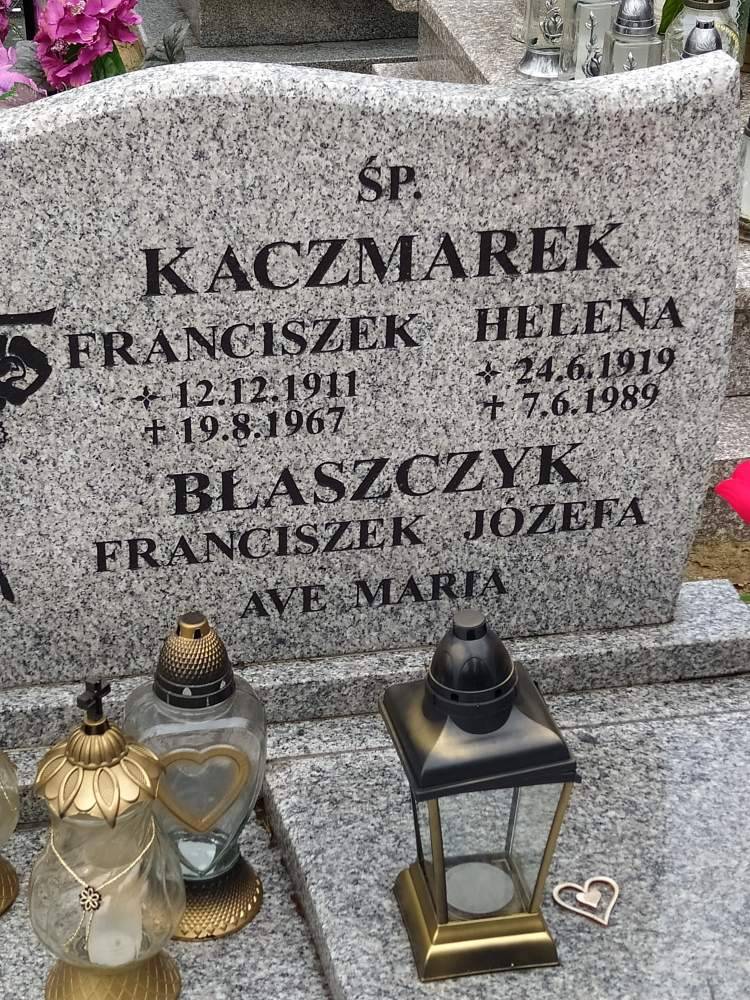 ŚP.
KACZMAREK
FRANCISZEK HELENA
12.12.1911 24.6.1919
† 19.8.1967 † 7.6.1989
BŁASZCZYK
FRANCISZEK JÓZEFA
AVE MARIA